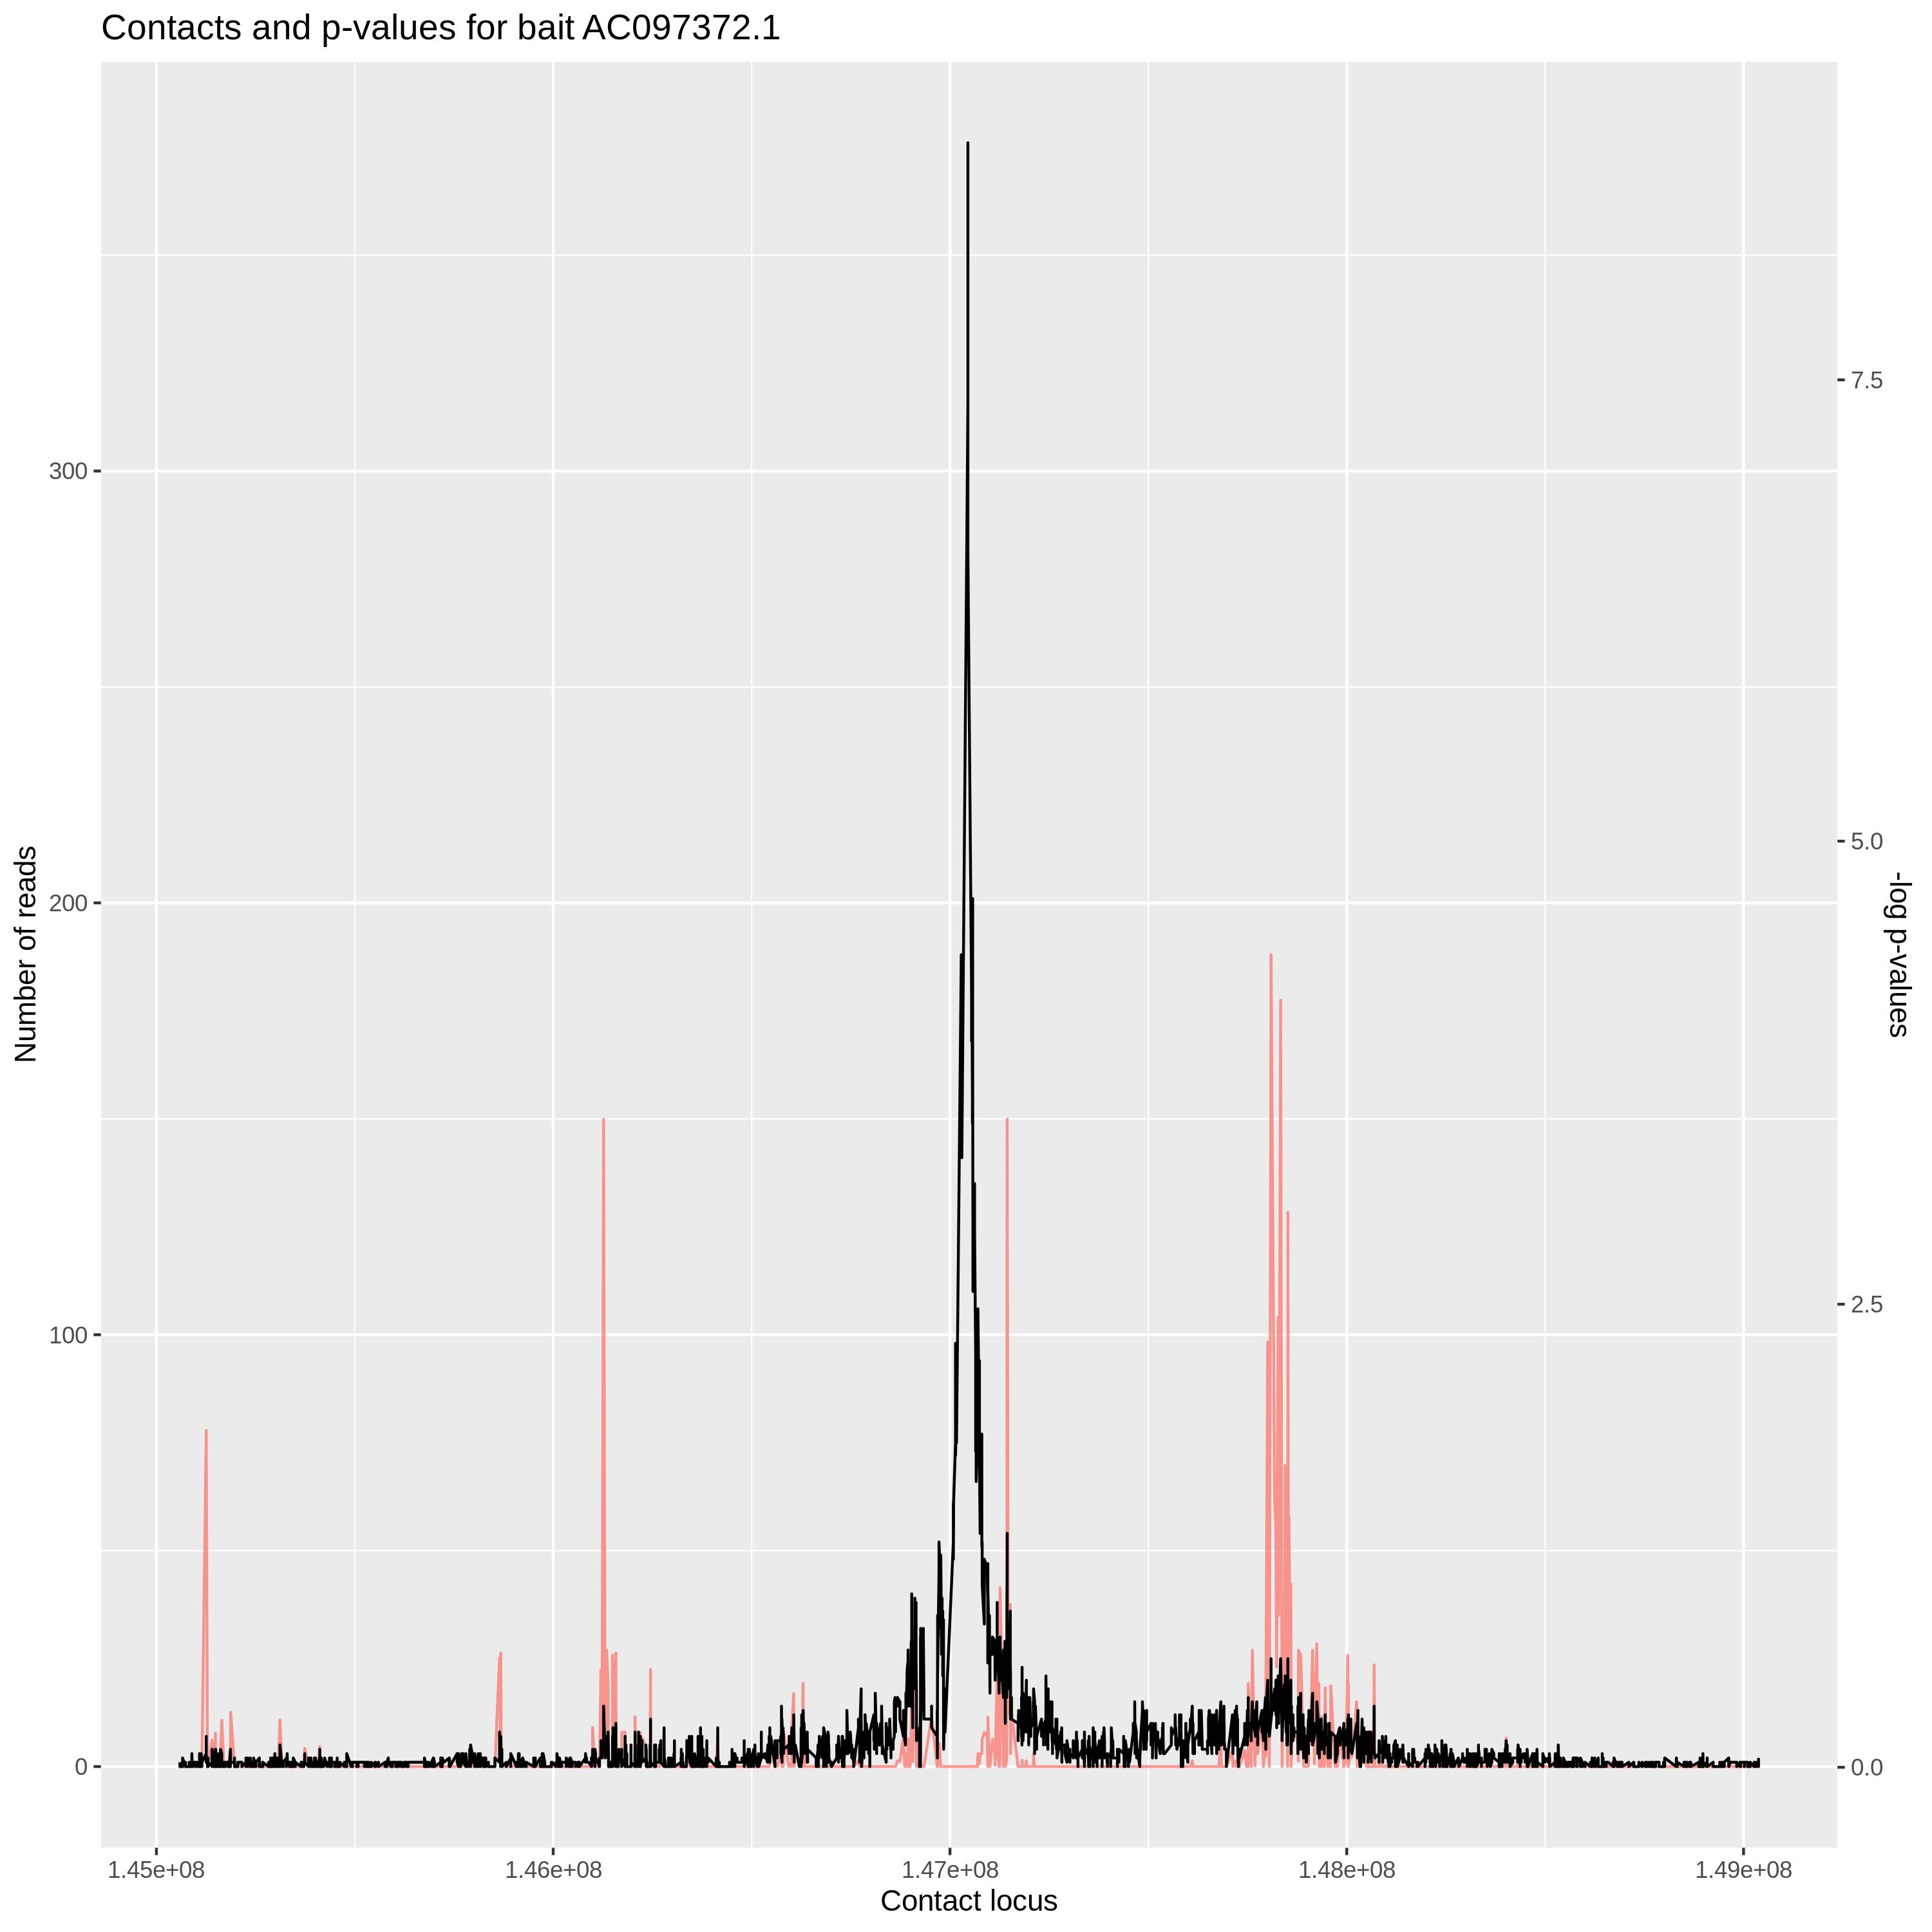 Contacts and p-values for bait AC097372.1
Number of reads
300
200
100
0
7.5
5.0
2.5
0.0
-log p-values
1.45e+08
1.46e+08
1.47e+08
1.48e+08
1.49e+08
Contact locus